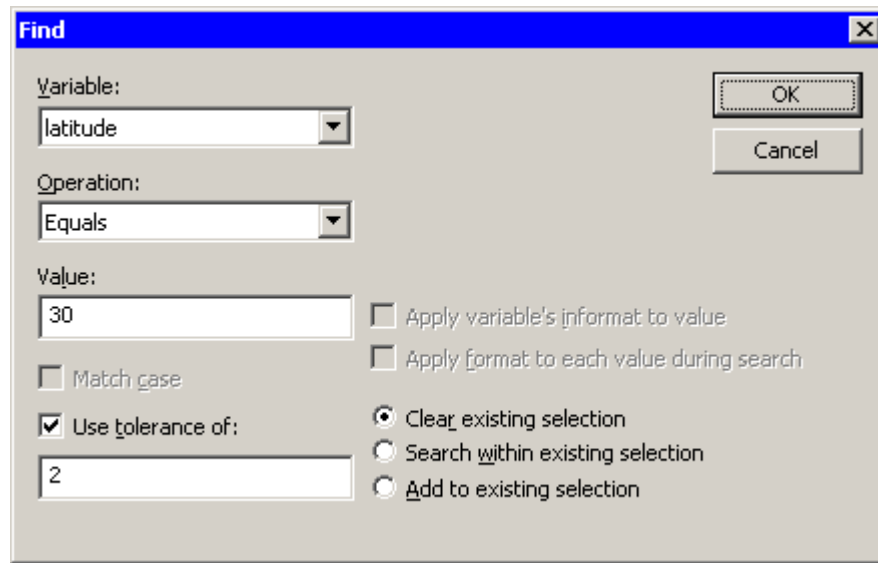 Find
Variable:
OK
latitude
Cancel
Operation:
Equals
Value:
30
Apply variable's informat to value
Apply format to each value during search
Match case
Use tolerance of:
Clear existing selection
Search within existing selection
2
Add to existing selection